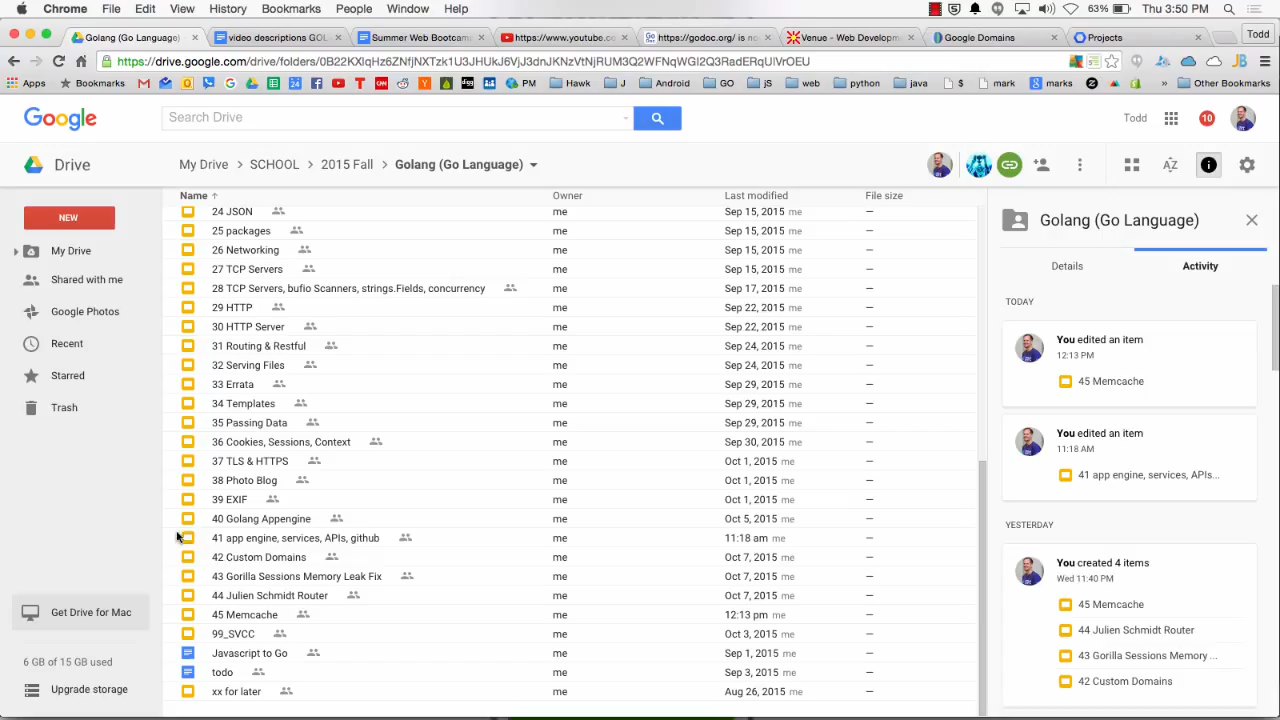 Chrome File Edit View History Bookmarks People Window Help 63% Thu 3:50 PM
Golang (Go Language) video descriptions GOL Summer Web Bootcam https://www.youtube.co https://godoc.org/ is no Venue - Web Developm Google Domains Projects Todd
https://drive.google.com/drive/folders/0B22KXlqHz6ZNfjNXTzk1U3JHUkJ6VjJ3dnJKNzVtNjRUM3Q2WFNqWGl2Q3RadERqUlVrOEU
Apps Bookmarks PM Hawk Android GO jS web python java $ mark marks » Other Bookmarks
Google Search Drive Todd 10
Drive My Drive > SCHOOL > 2015 Fall > Golang (Go Language)
NEW
My Drive
Shared with me
Google Photos
Recent
Starred
Trash
Get Drive for Mac
6 GB of 15 GB used
Upgrade storage
Name ↑ Owner Last modified File size
24 JSON me Sep 15, 2015 me —
25 packages me Sep 15, 2015 me —
26 Networking me Sep 15, 2015 me —
27 TCP Servers me Sep 15, 2015 me —
28 TCP Servers, bufio Scanners, strings.Fields, concurrency me Sep 17, 2015 me —
29 HTTP me Sep 22, 2015 me —
30 HTTP Server me Sep 22, 2015 me —
31 Routing & Restful me Sep 24, 2015 me —
32 Serving Files me Sep 24, 2015 me —
33 Errata me Sep 29, 2015 me —
34 Templates me Sep 29, 2015 me —
35 Passing Data me Sep 29, 2015 me —
36 Cookies, Sessions, Context me Sep 30, 2015 me —
37 TLS & HTTPS me Oct 1, 2015 me —
38 Photo Blog me Oct 1, 2015 me —
39 EXIF me Oct 1, 2015 me —
40 Golang Appengine me Oct 5, 2015 me —
41 app engine, services, APIs, github me 11:18 am me —
42 Custom Domains me Oct 7, 2015 me —
43 Gorilla Sessions Memory Leak Fix me Oct 7, 2015 me —
44 Julien Schmidt Router me Oct 7, 2015 me —
45 Memcache me 12:13 pm me —
99_SVCC me Oct 3, 2015 me —
Javascript to Go me Sep 1, 2015 me —
todo me Sep 3, 2015 me —
xx for later me Aug 26, 2015 me —
Golang (Go Language)
Details Activity
TODAY
You edited an item
12:13 PM
45 Memcache
You edited an item
11:18 AM
41 app engine, services, APIs...
YESTERDAY
You created 4 items
Wed 11:40 PM
45 Memcache
44 Julien Schmidt Router
43 Gorilla Sessions Memory ...
42 Custom Domains